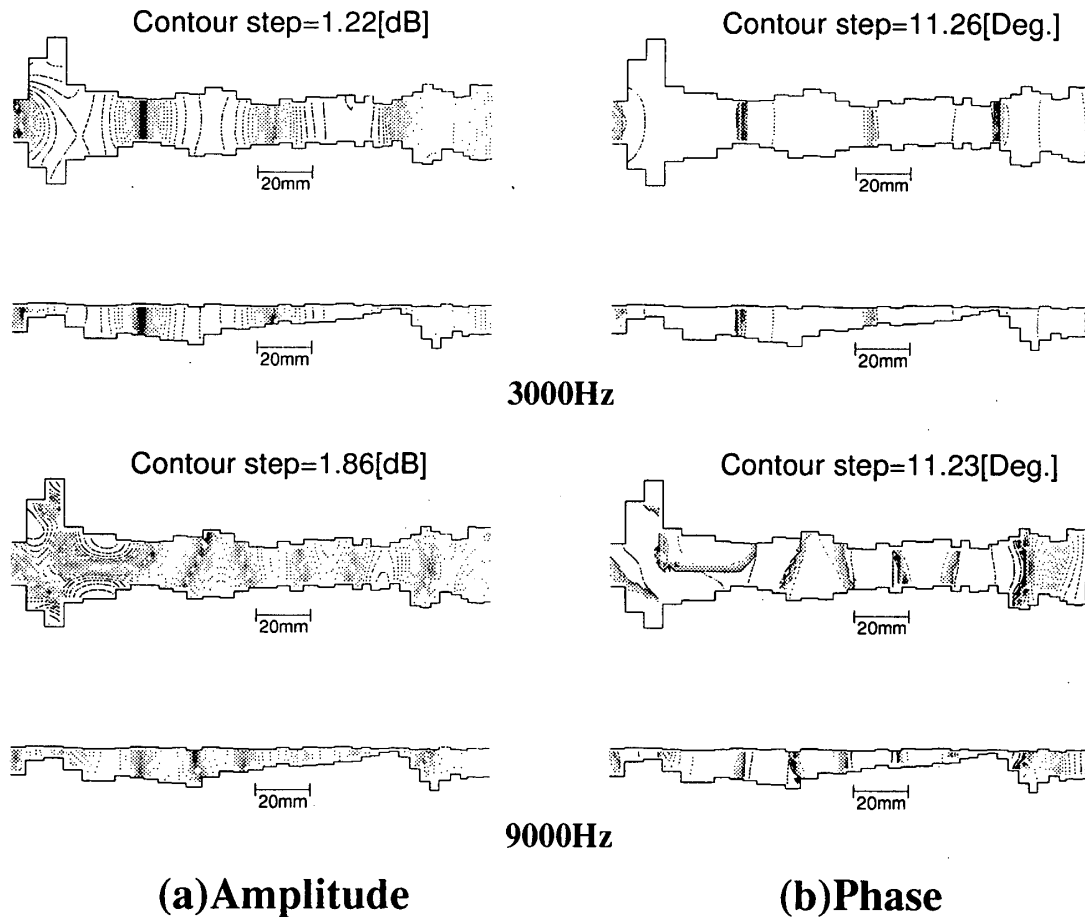 Contour step=1.22[dB]
Contour step=11.26[Deg.]
20mm
20mm
20mm
20mm
3000Hz
Contour step=1.86[dB]
Contour step=11.23[Deg.]
20mm
20mm
20mm
20mm
9000Hz
(a)Amplitude
(b)Phase